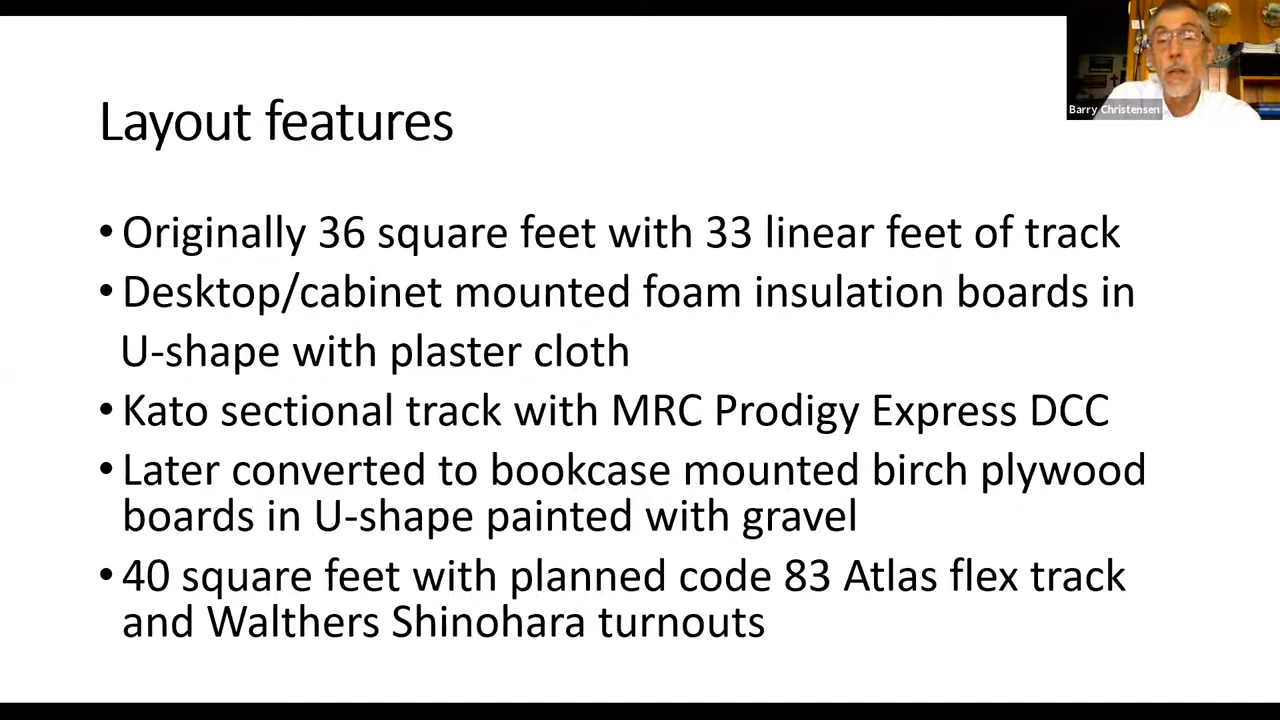 Barry Christensen
Layout features
• Originally 36 square feet with 33 linear feet of track
• Desktop/cabinet mounted foam insulation boards in
U-shape with plaster cloth
• Kato sectional track with MRC Prodigy Express DCC
• Later converted to bookcase mounted birch plywood
boards in U-shape painted with gravel
• 40 square feet with planned code 83 Atlas flex track
and Walthers Shinohara turnouts